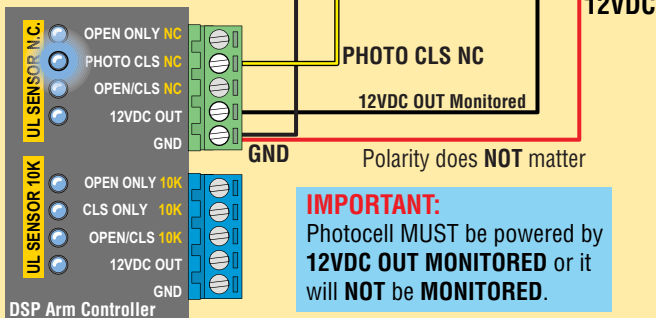 12VDC
UL SENSOR N.C.
OPEN ONLY NC
PHOTO CLS NC
OPEN/CLS NC
12VDC OUT
GND
PHOTO CLS NC
12VDC OUT Monitored
GND
Polarity does NOT matter
UL SENSOR 10K
OPEN ONLY 10K
CLS ONLY 10K
OPEN/CLS 10K
12VDC OUT
GND
DSP Arm Controller
IMPORTANT:
Photocell MUST be powered by
12VDC OUT MONITORED or it
will NOT be MONITORED.